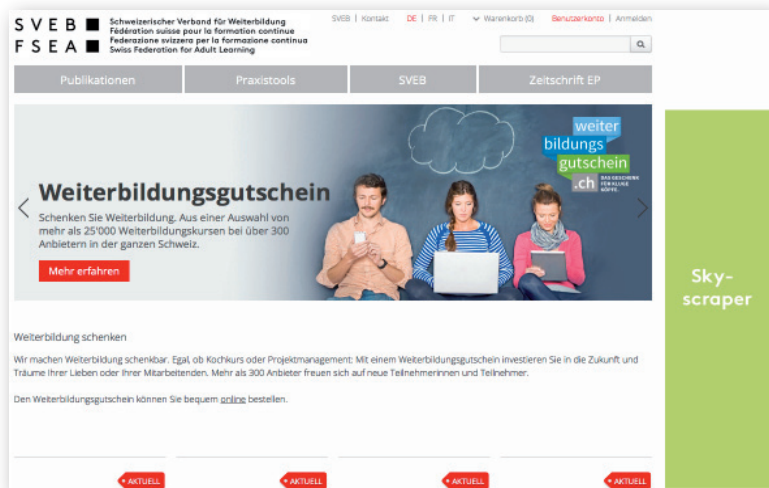 SVEB | Kontakt DE | FR | IT Warenkorb (0) Benutzerkonto | Anmelden
S V E B
F S E A
Schweizerischer Verband für Weiterbildung
Fédération suisse pour la formation continue
Federazione svizzera per la formazione continua
Swiss Federation for Adult Learning
Publikationen Praxistools SVEB Zeitschrift EP
weiter
bildungs
gutschein
.ch
DAS GESCHENK
FÜR KLUGE
KÖPFE.
Weiterbildungsgutschein
Schenken Sie Weiterbildung. Aus einer Auswahl von
mehr als 25'000 Weiterbildungskursen bei über 300
Anbietern in der ganzen Schweiz.
Mehr erfahren
Sky-
scraper
Weiterbildung schenken
Wir machen Weiterbildung schenkbar. Egal, ob Kochkurs oder Projektmanagement: Mit einem Weiterbildungsgutschein investieren Sie in die Zukunft und
Träume Ihrer Lieben oder Ihrer Mitarbeitenden. Mehr als 300 Anbieter freuen sich auf neue Teilnehmerinnen und Teilnehmer.
Den Weiterbildungsgutschein können Sie bequem online bestellen.
AKTUELL AKTUELL AKTUELL AKTUELL